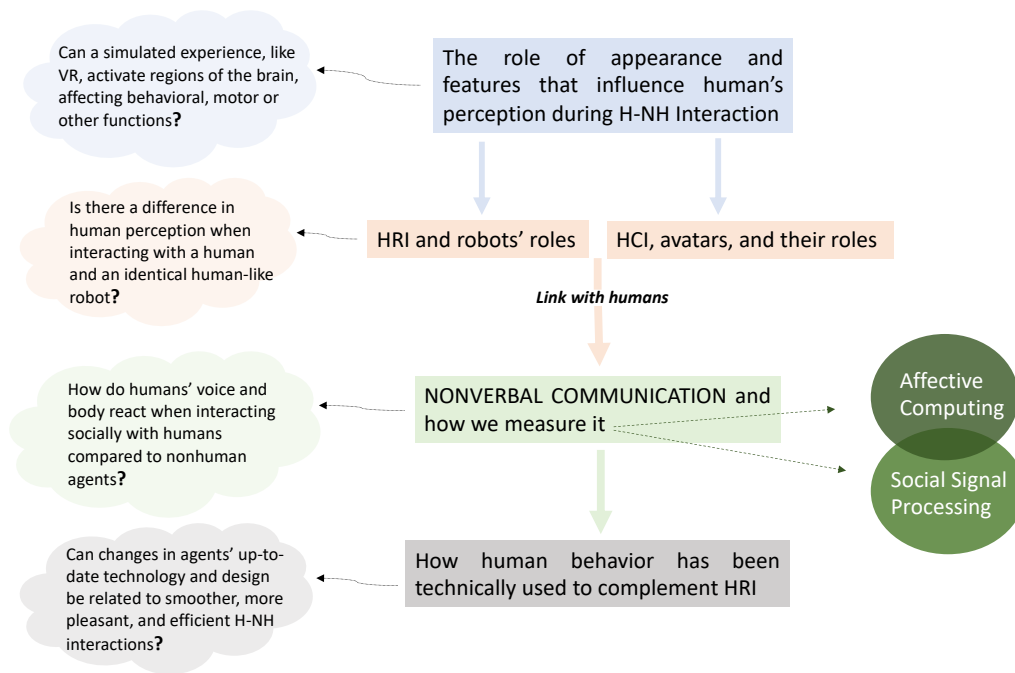 Can a simulated experience, like
VR, activate regions of the brain,
affecting behavioral, motor or
other functions?
The role of appearance and
features that influence human's
perception during H-NH Interaction
Is there a difference in
human perception when
interacting with a human
and an identical human-like
robot?
HRI and robots' roles
HCI, avatars, and their roles
Link with humans
How do humans' voice and
body react when interacting
socially with humans
compared to nonhuman
agents?
NONVERBAL COMMUNICATION and
how we measure it
Affective
Computing
Social Signal
Processing
Can changes in agents' up-to-
date technology and design
be related to smoother, more
pleasant, and efficient H-NH
interactions?
How human behavior has been
technically used to complement HRI